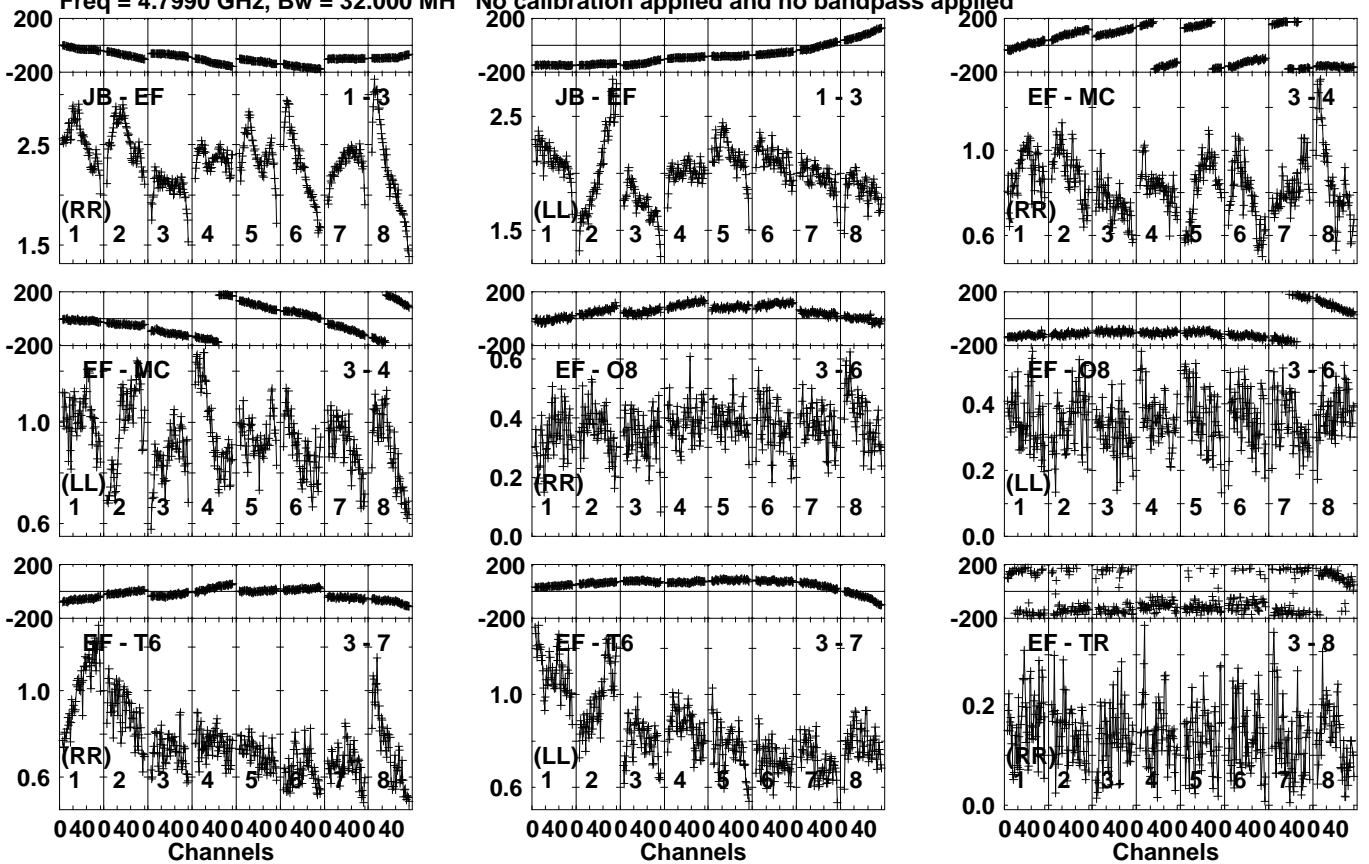 Freq = 4.7990 GHz, Bw = 32.000 MH No calibration applied and no bandpass applied
200
-200
JB - EF 1 - 3
2.5
1.5
(RR)
1 2 3 4 5 6 7 8
JB - EF 1 - 3
2.5
1.5
(LL)
1 2 3 4 5 6 7 8
200
-200
EF - MC 3 - 4
1.0
0.6
(RR)
1 2 3 4 5 6 7 8
200
-200
EF - MC 3 - 4
1.0
0.6
(LL)
1 2 3 4 5 6 7 8
200
-200
EF - O8 3 - 6
0.6
0.4
0.2
0.0
(RR)
1 2 3 4 5 6 7 8
200
-200
EF - O8 3 - 6
0.4
0.2
0.0
(LL)
1 2 3 4 5 6 7 8
200
-200
EF - T6 3 - 7
1.0
0.6
(RR)
1 2 3 4 5 6 7 8
0 40 0 40 0 40 0 40 0 40 0 40 0 40 0 40
Channels
200
-200
EF - T6 3 - 7
1.0
0.6
(LL)
1 2 3 4 5 6 7 8
0 40 0 40 0 40 0 40 0 40 0 40 0 40 0 40
Channels
200
-200
EF - TR 3 - 8
0.2
0.0
(RR)
1 2 3 4 5 6 7 8
0 40 0 40 0 40 0 40 0 40 0 40 0 40 0 40
Channels